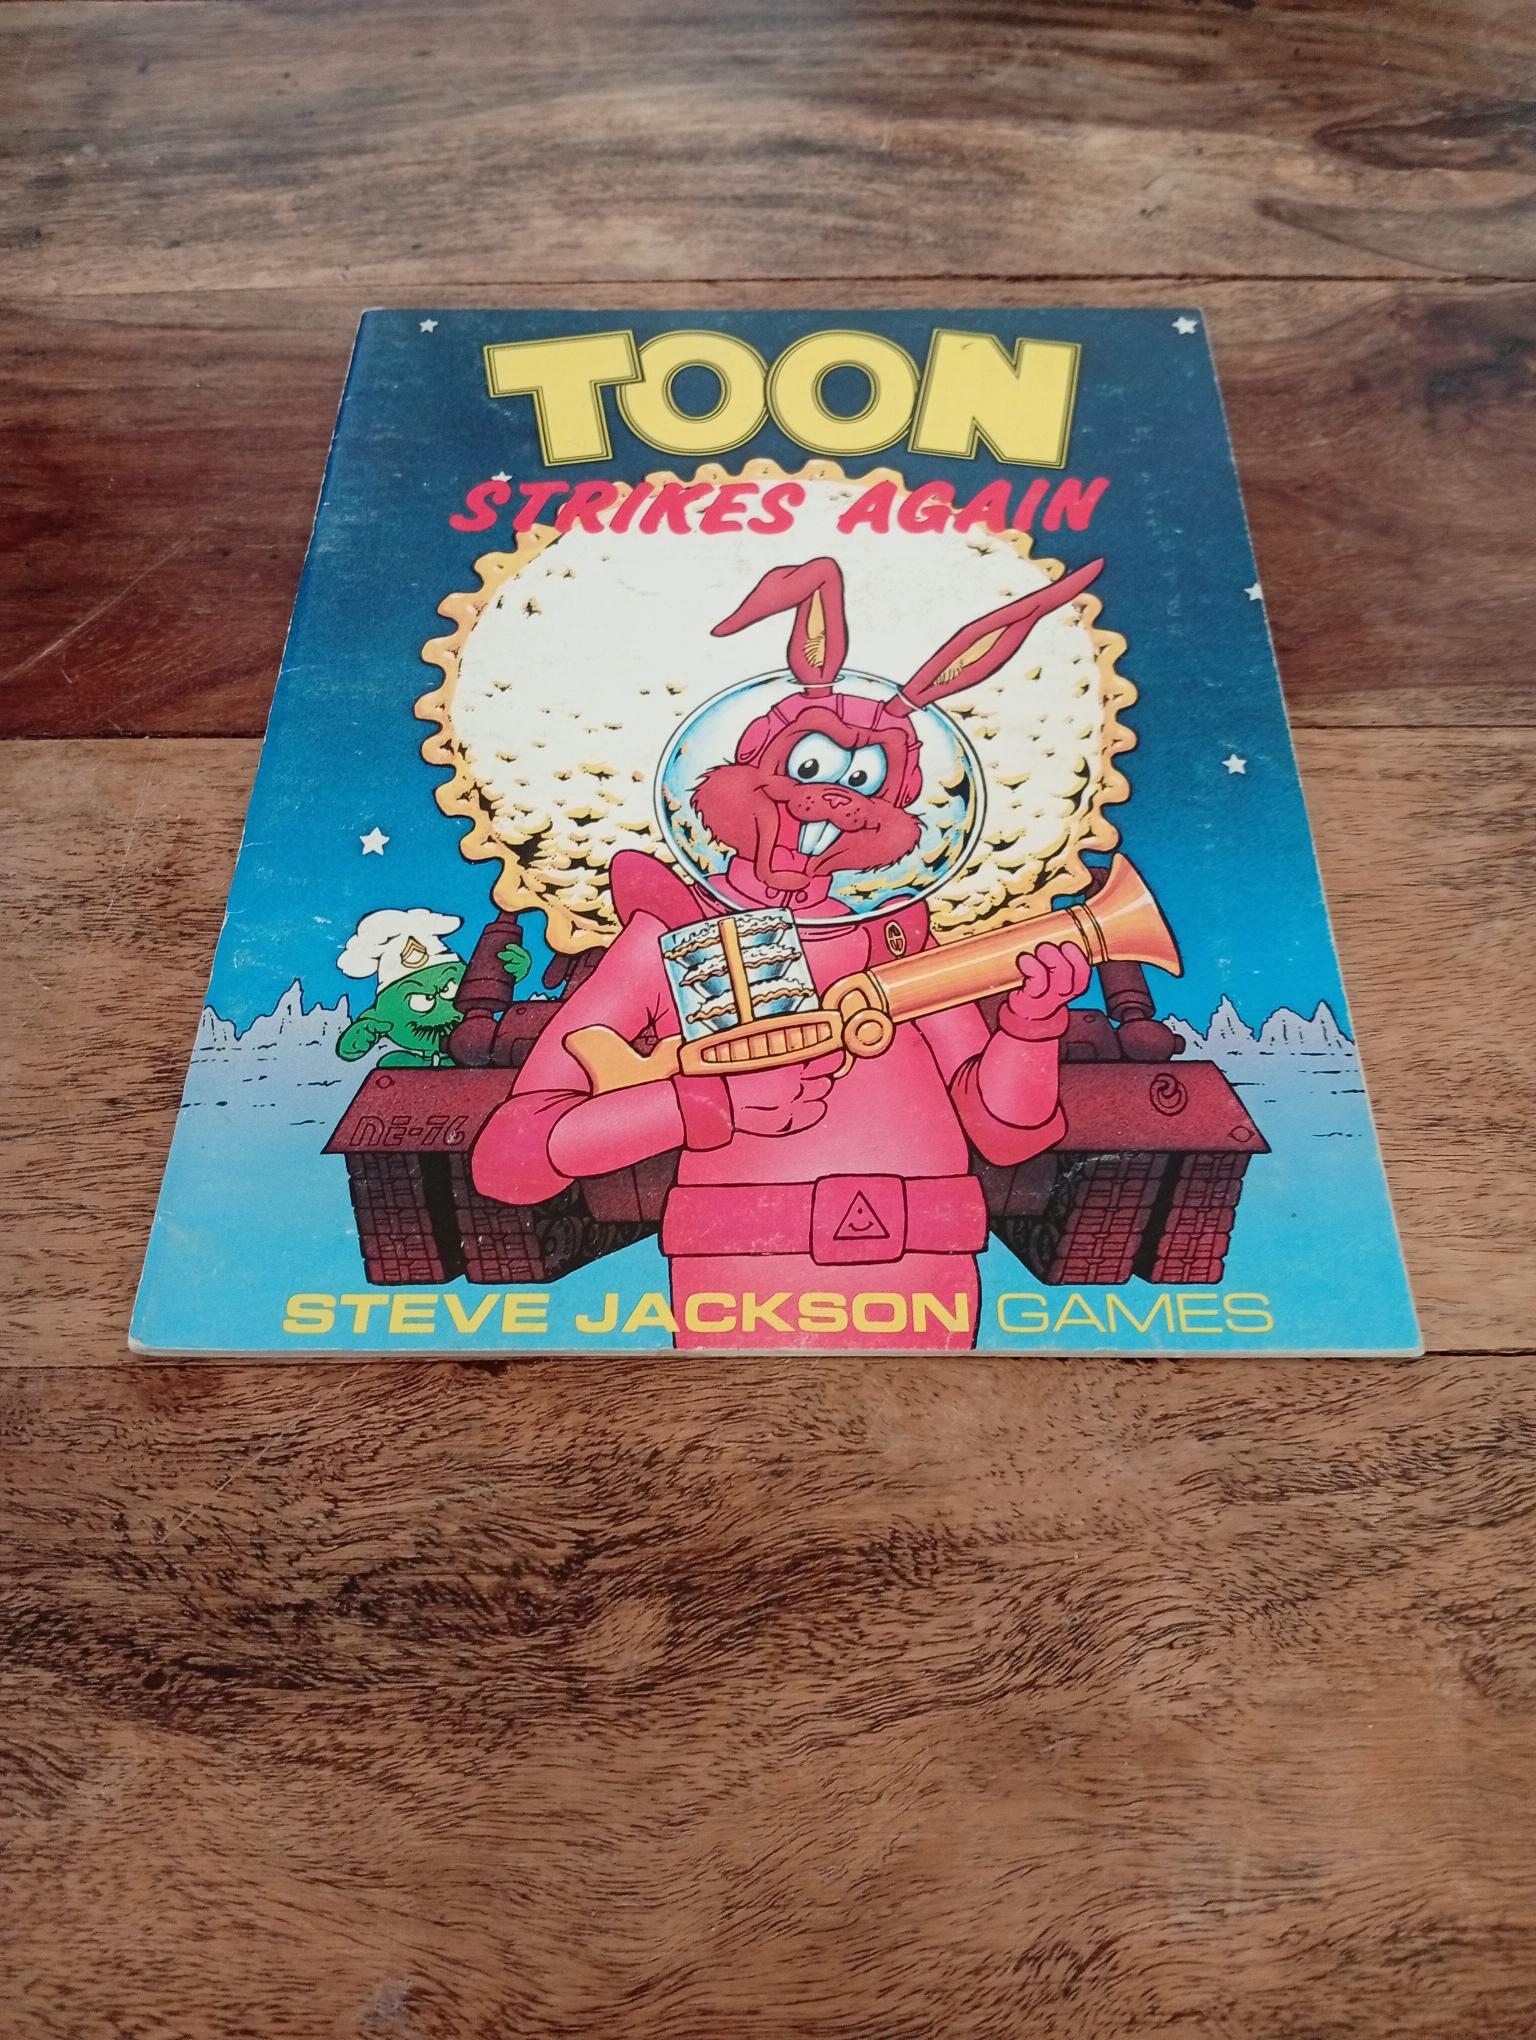 TOON
STRIKES AGAIN
NE-76
STEVE JACKSON GAMES